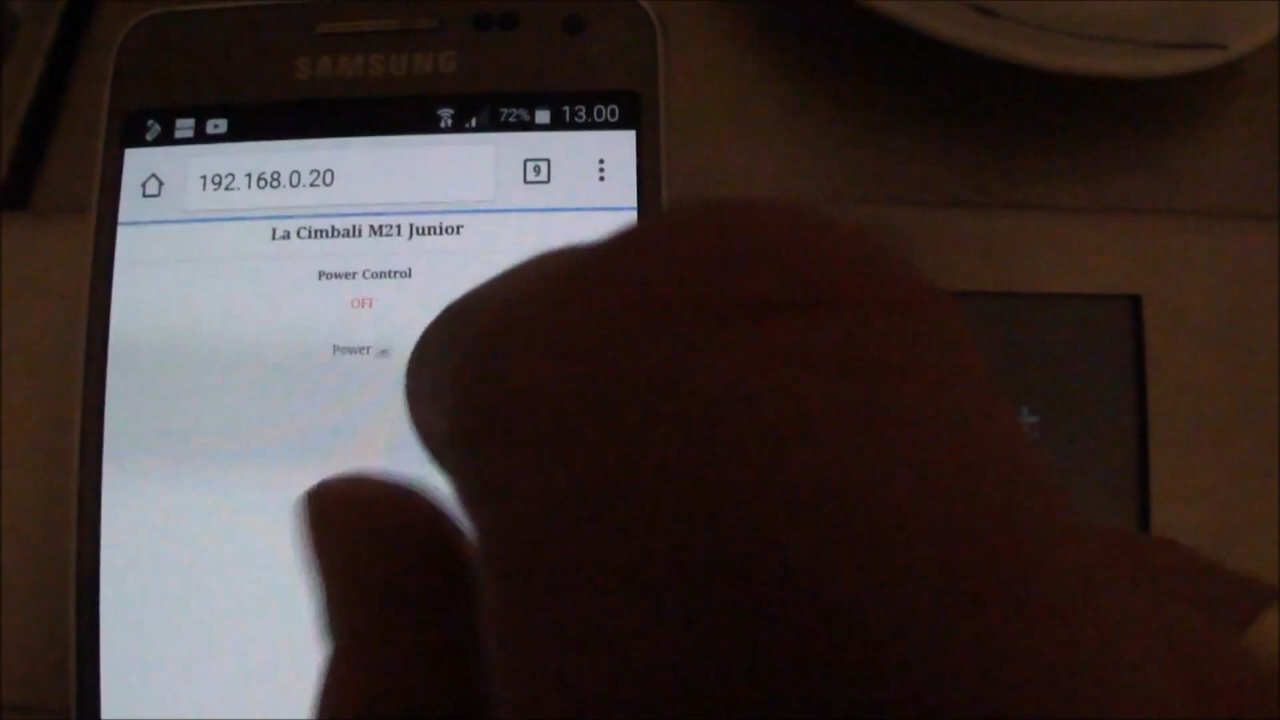 SAMSUNG
72% 13.00
192.168.0.20 9
La Cimbali M21 Junior
Power Control
OFF
Power